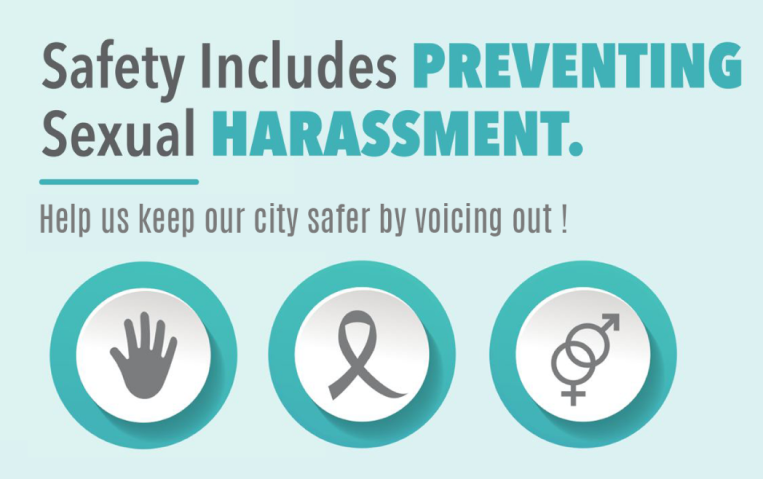 Safety Includes PREVENTING
Sexual HARASSMENT.
Help us keep our city safer by voicing out !